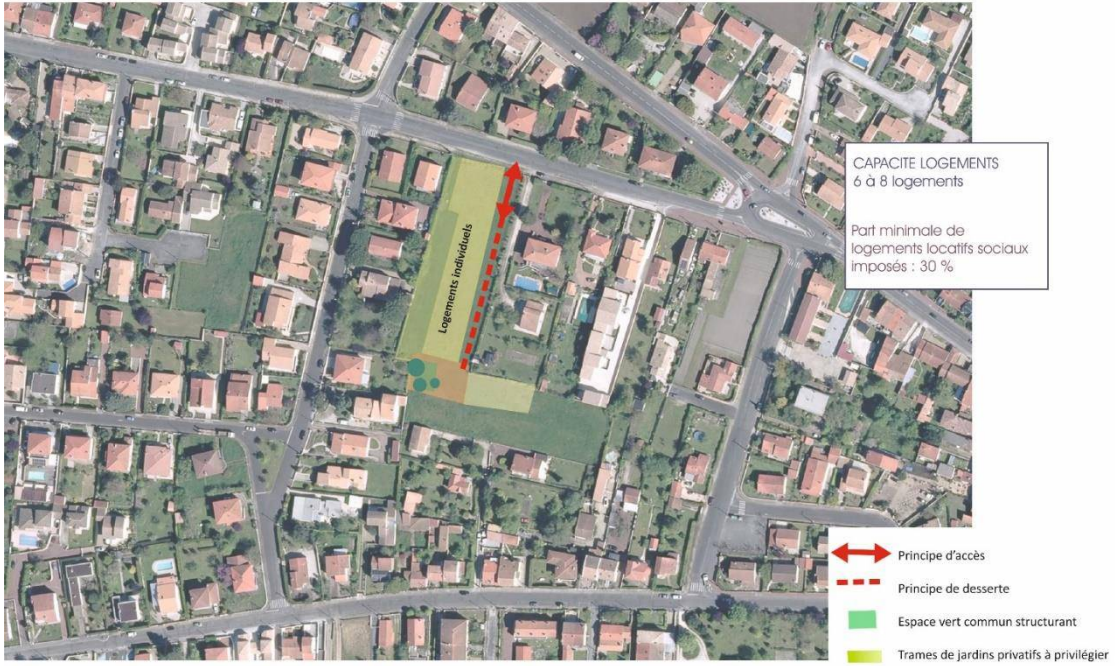 CAPACITE LOGEMENTS
6 à 8 logements
Part minimale de
logements locatifs sociaux
imposés : 30 %
Logements individuels
Principe d'accès
Principe de desserte
Espace vert commun structurant
Trames de jardins privatifs à privilégier